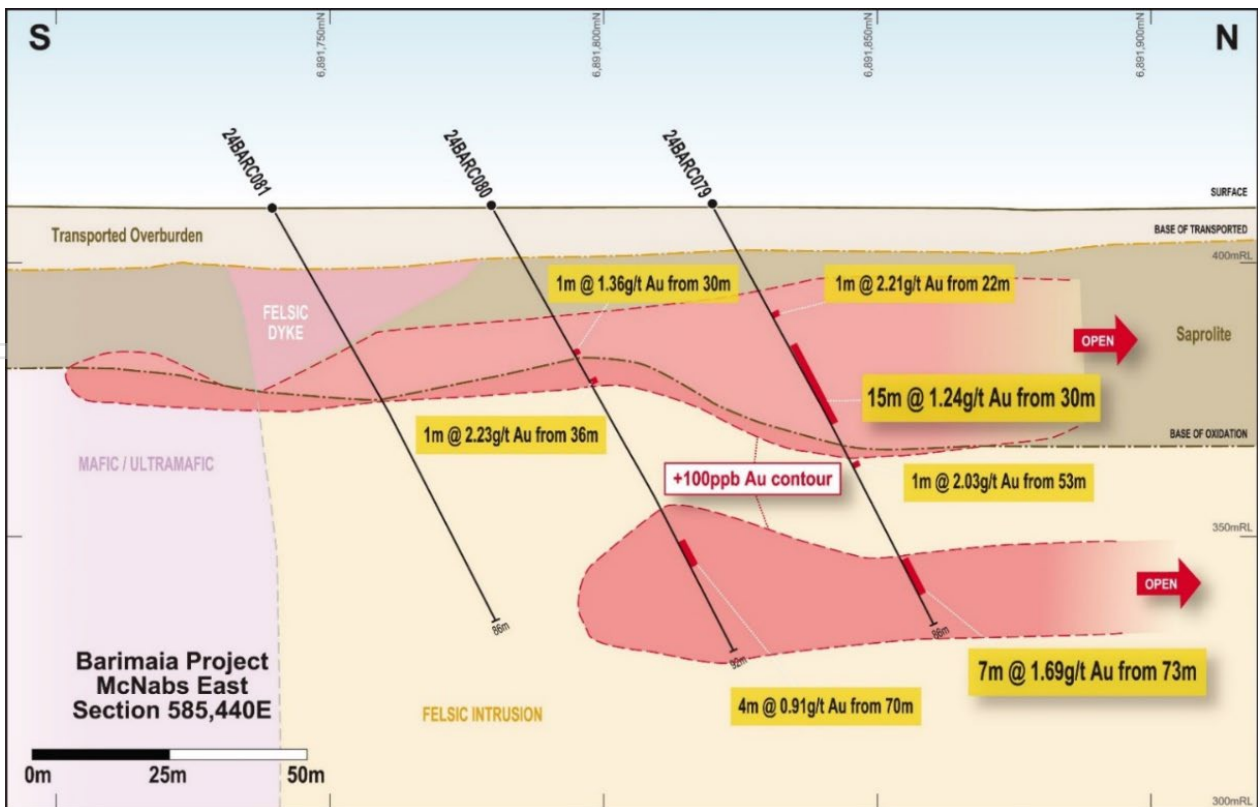 S
6,891,750mN
6,891,800mN
6,891,850mN
6,891,900mN
N
24BARC081
24BARC080
24BARC079
SURFACE
Transported Overburden
BASE OF TRANSPORTED
400mRL
1m @ 1.36g/t Au from 30m
1m @ 2.21g/t Au from 22m
FELSIC
DYKE
OPEN
Saprolite
15m @ 1.24g/t Au from 30m
1m @ 2.23g/t Au from 36m
BASE OF OXIDATION
MAFIC / ULTRAMAFIC
+100ppb Au contour
1m @ 2.03g/t Au from 53m
350mRL
OPEN
86m
92m
86m
Barimaia Project
McNabs East
Section 585,440E
7m @ 1.69g/t Au from 73m
4m @ 0.91g/t Au from 70m
FELSIC INTRUSION
0m
25m
50m
300mRL